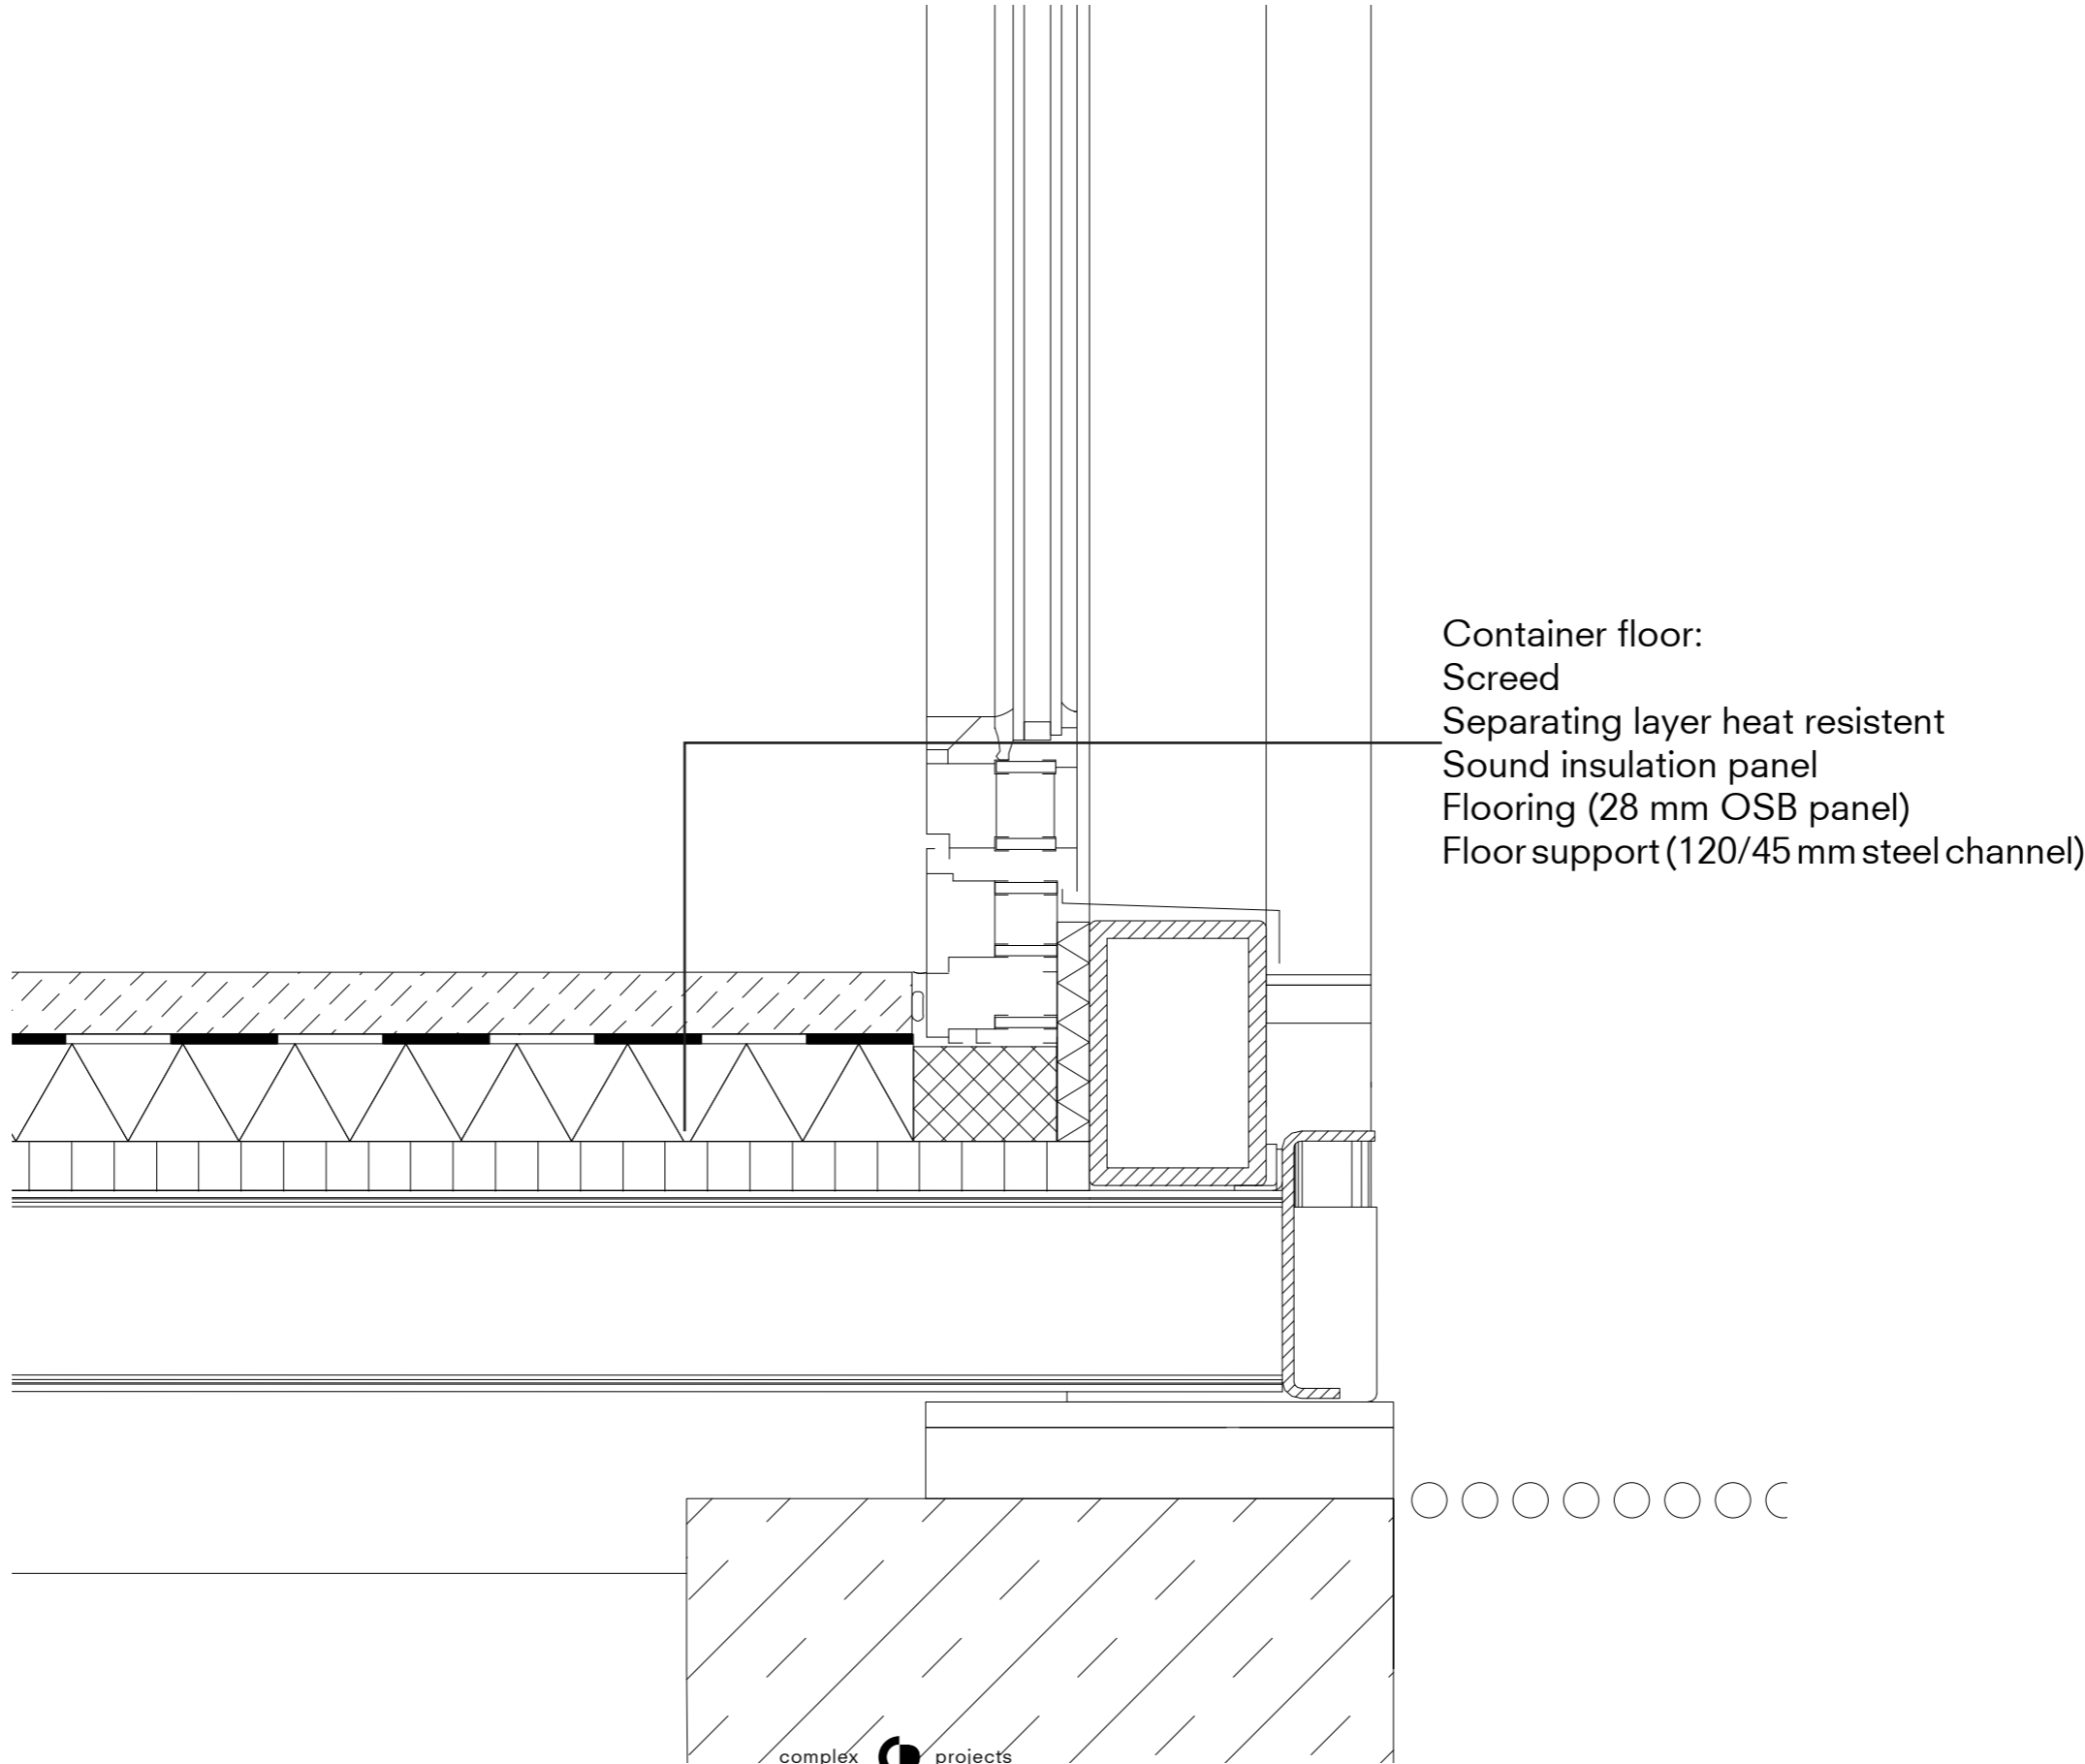 Container floor:
Screed
Separating layer heat resistent
Sound insulation panel
Flooring (28 mm OSB panel)
Floor support (120/45 mm steel channel)
complex projects